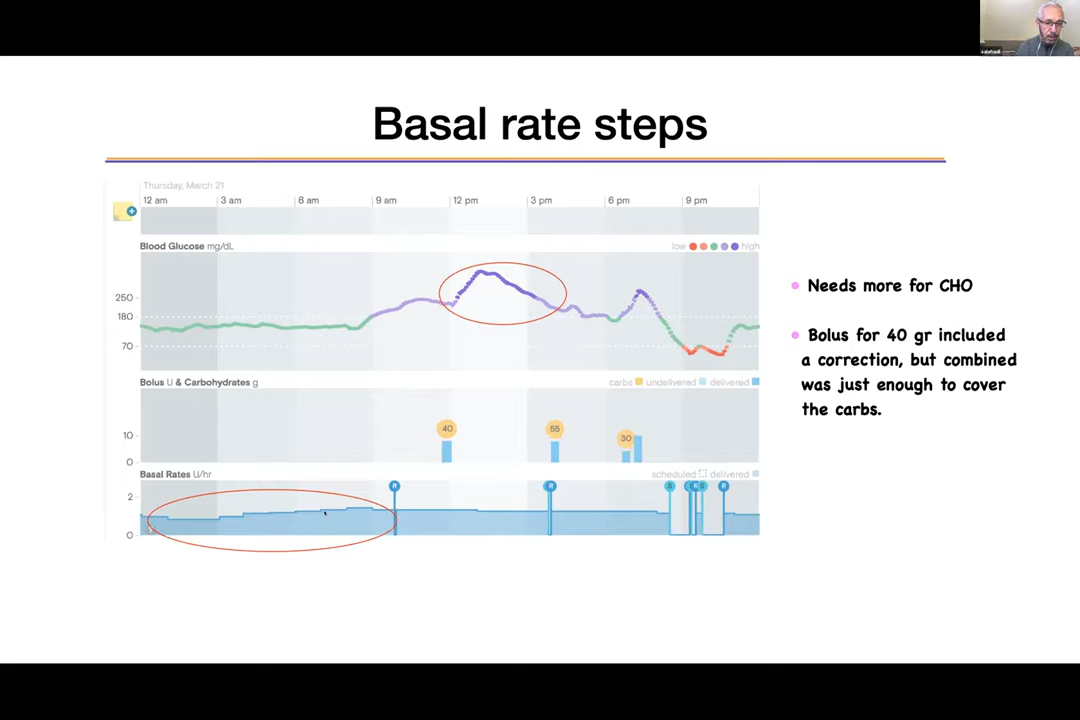 Basal rate steps
Thursday, March 21
12 am 3 am 6 am 9 am 12 pm 3 pm 6 pm 9 pm
Blood Glucose mg/dL low high
250
180
70
Bolus U & Carbohydrates g carbs undelivered delivered
40 55 30
10
0
Basal Rates U/hr scheduled delivered
R R S R S R
2
0
Needs more for CHO
Bolus for 40 gr included
a correction, but combined
was just enough to cover
the carbs.